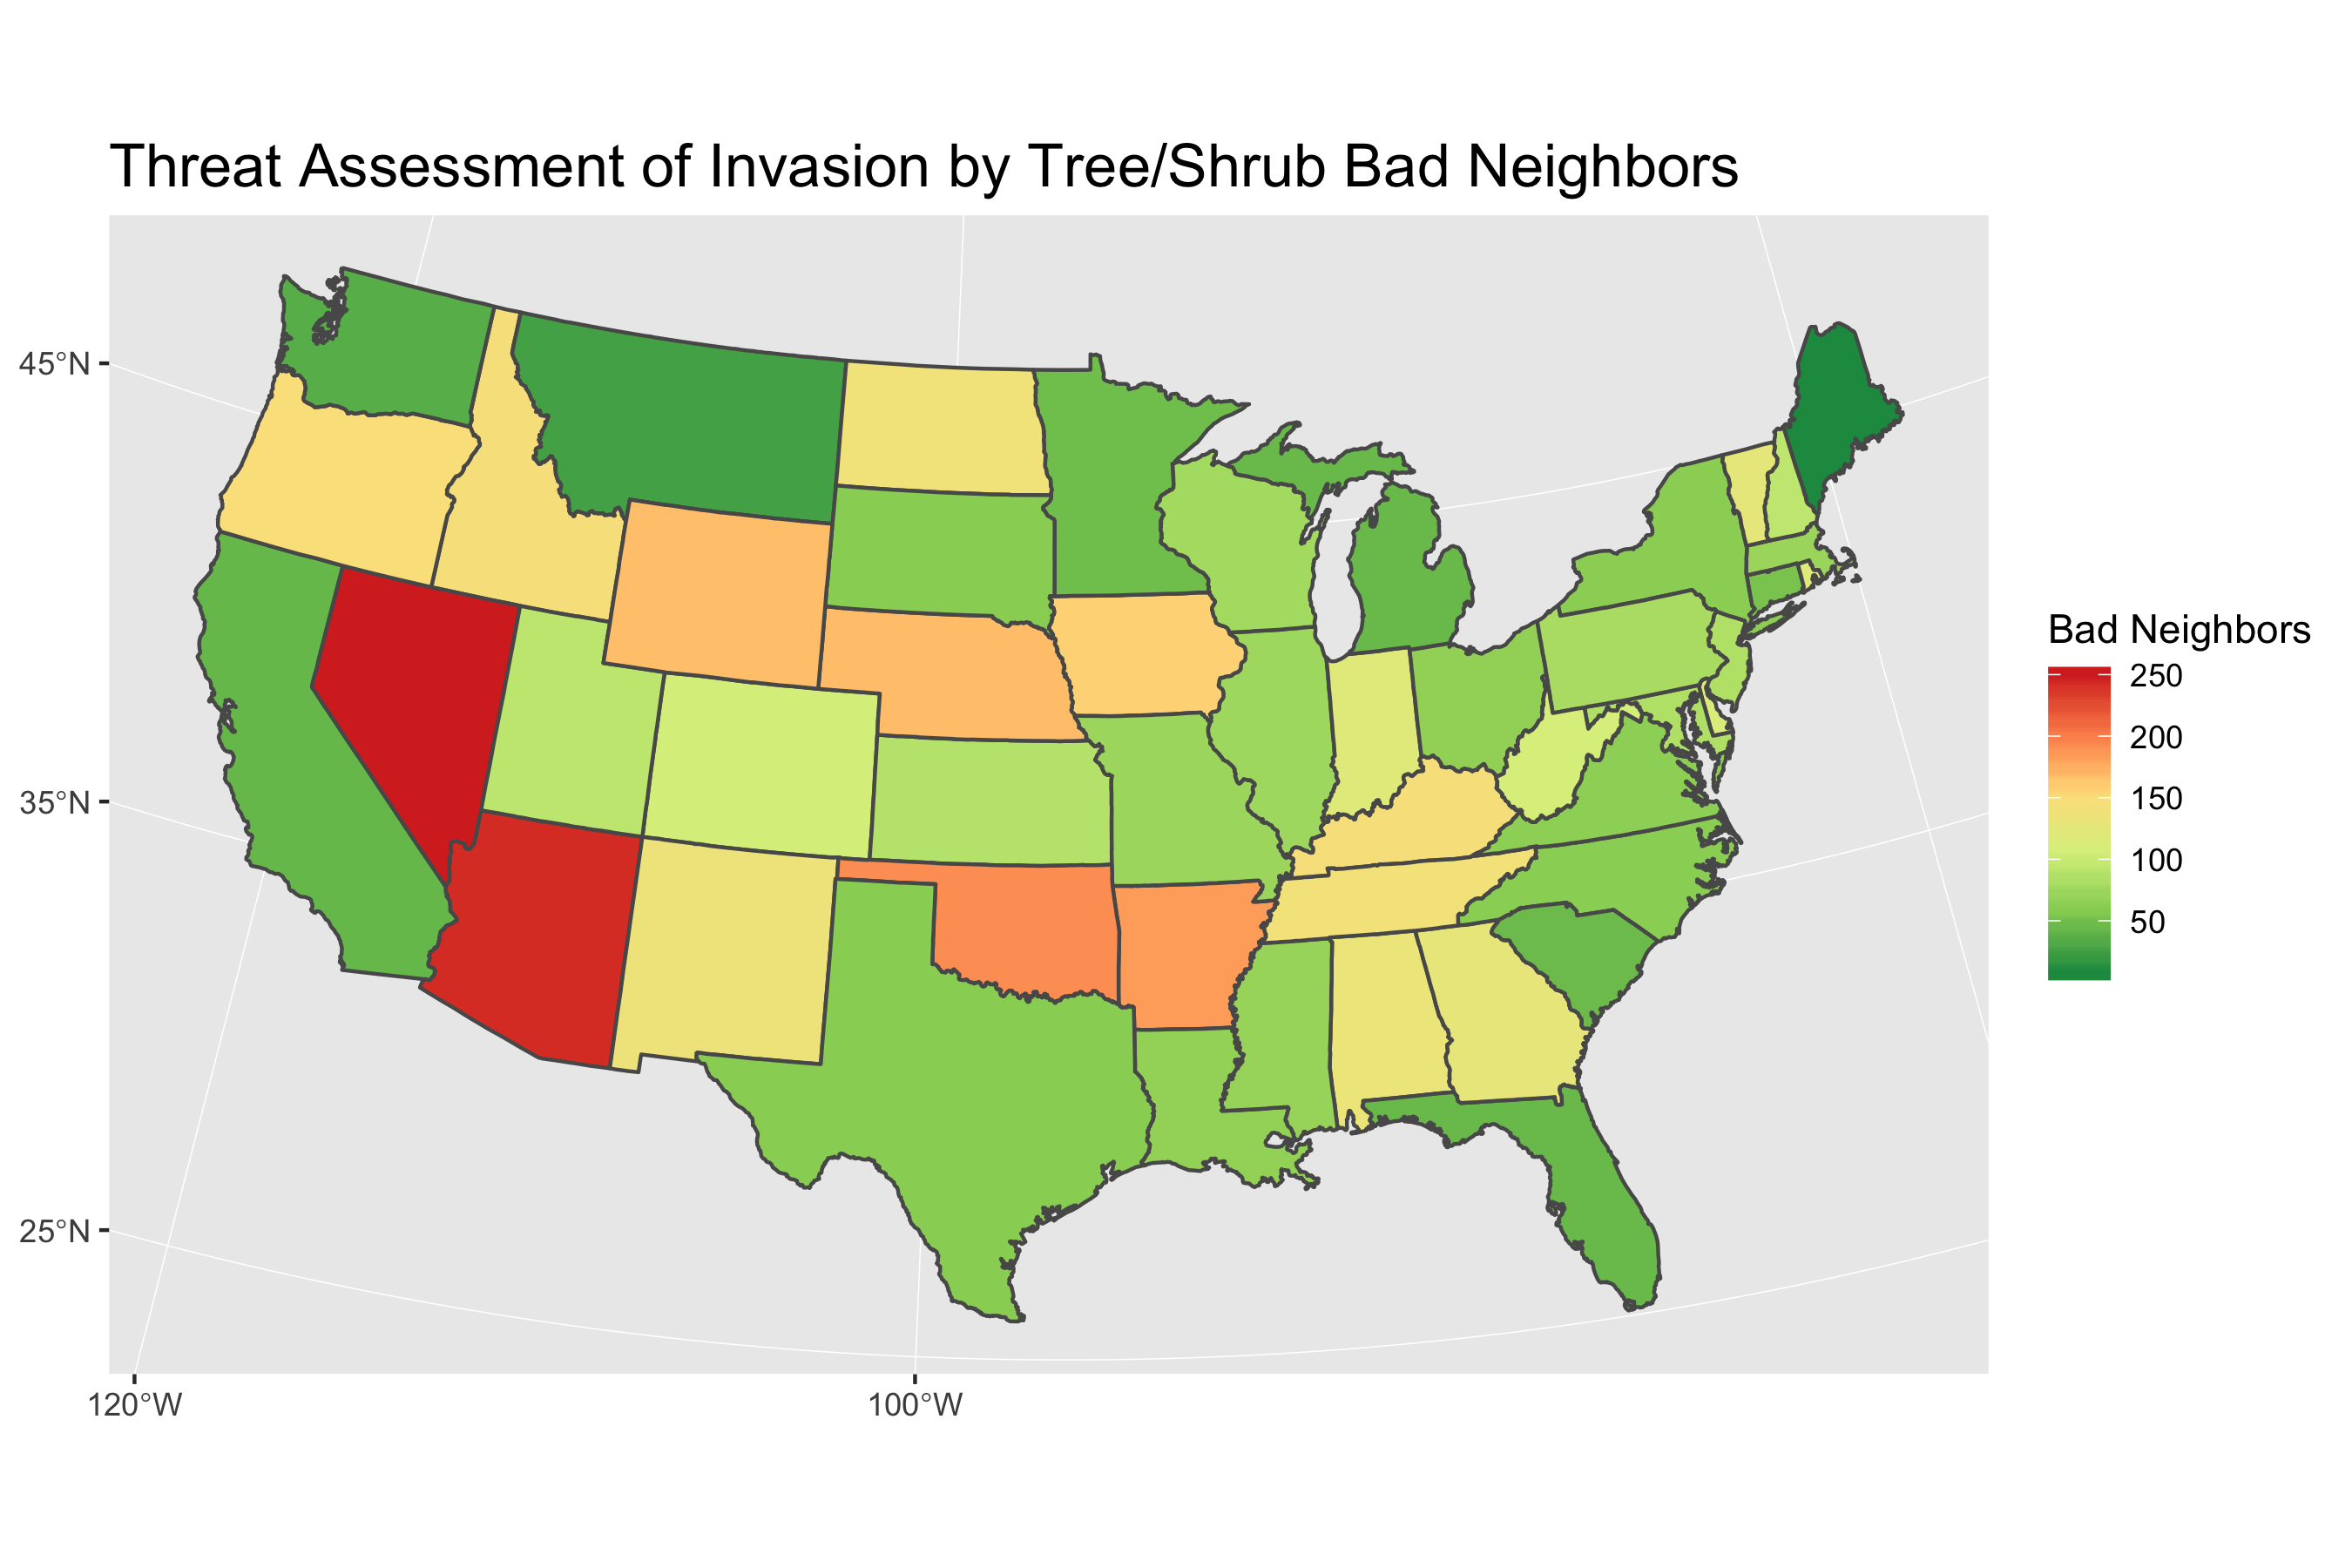 Threat Assessment of Invasion by Tree/Shrub Bad Neighbors
45°N
35°N
25°N
120°W
100°W
Bad Neighbors
250
200
150
100
50